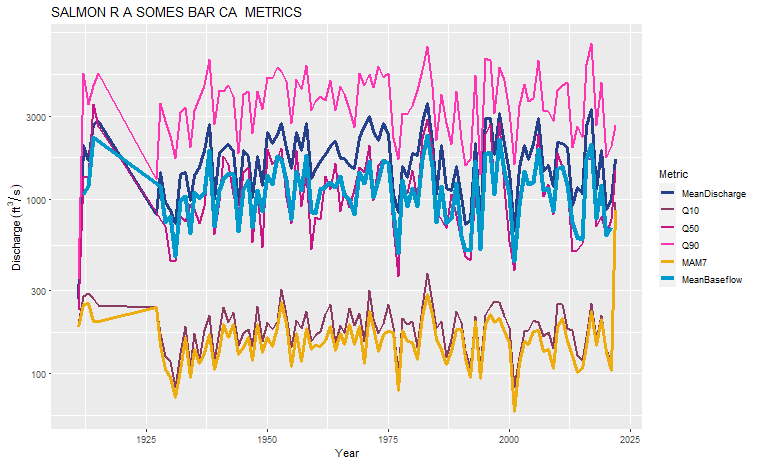 SALMON R A SOMES BAR CA  METRICS
Discharge (ft³/s)
3000
1000
300
100
1925
1950
1975
2000
2025
Year
Metric
MeanDischarge
Q10
Q50
Q90
MAM7
MeanBaseflow